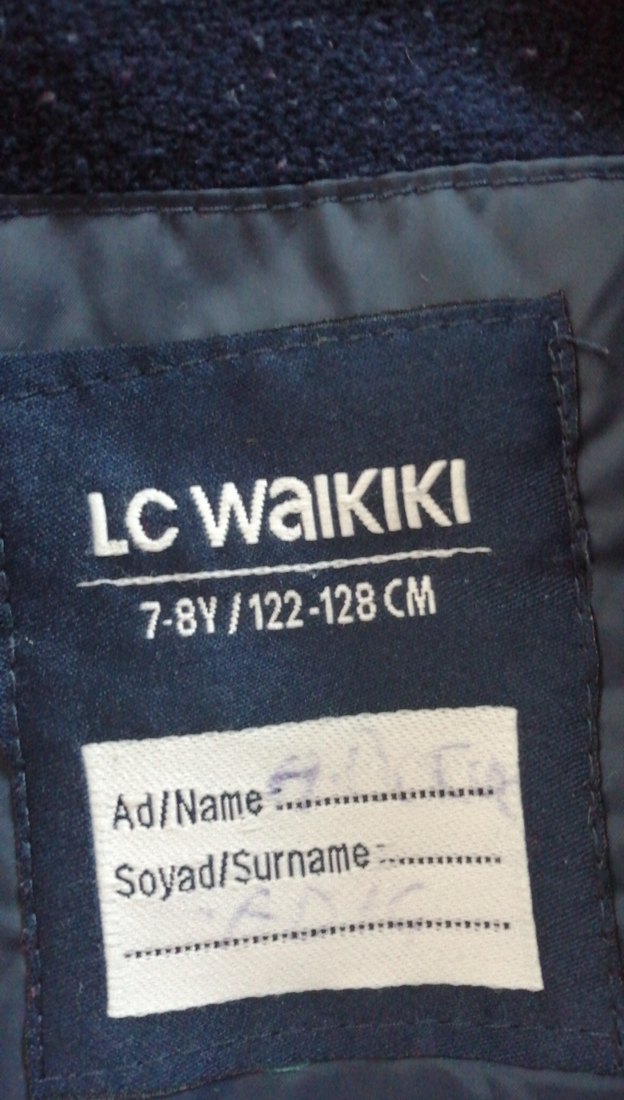 LC WAIKIKI
7-8Y / 122-128 CM
Ad/Name :........................
Soyad/Surname :..............
............................................